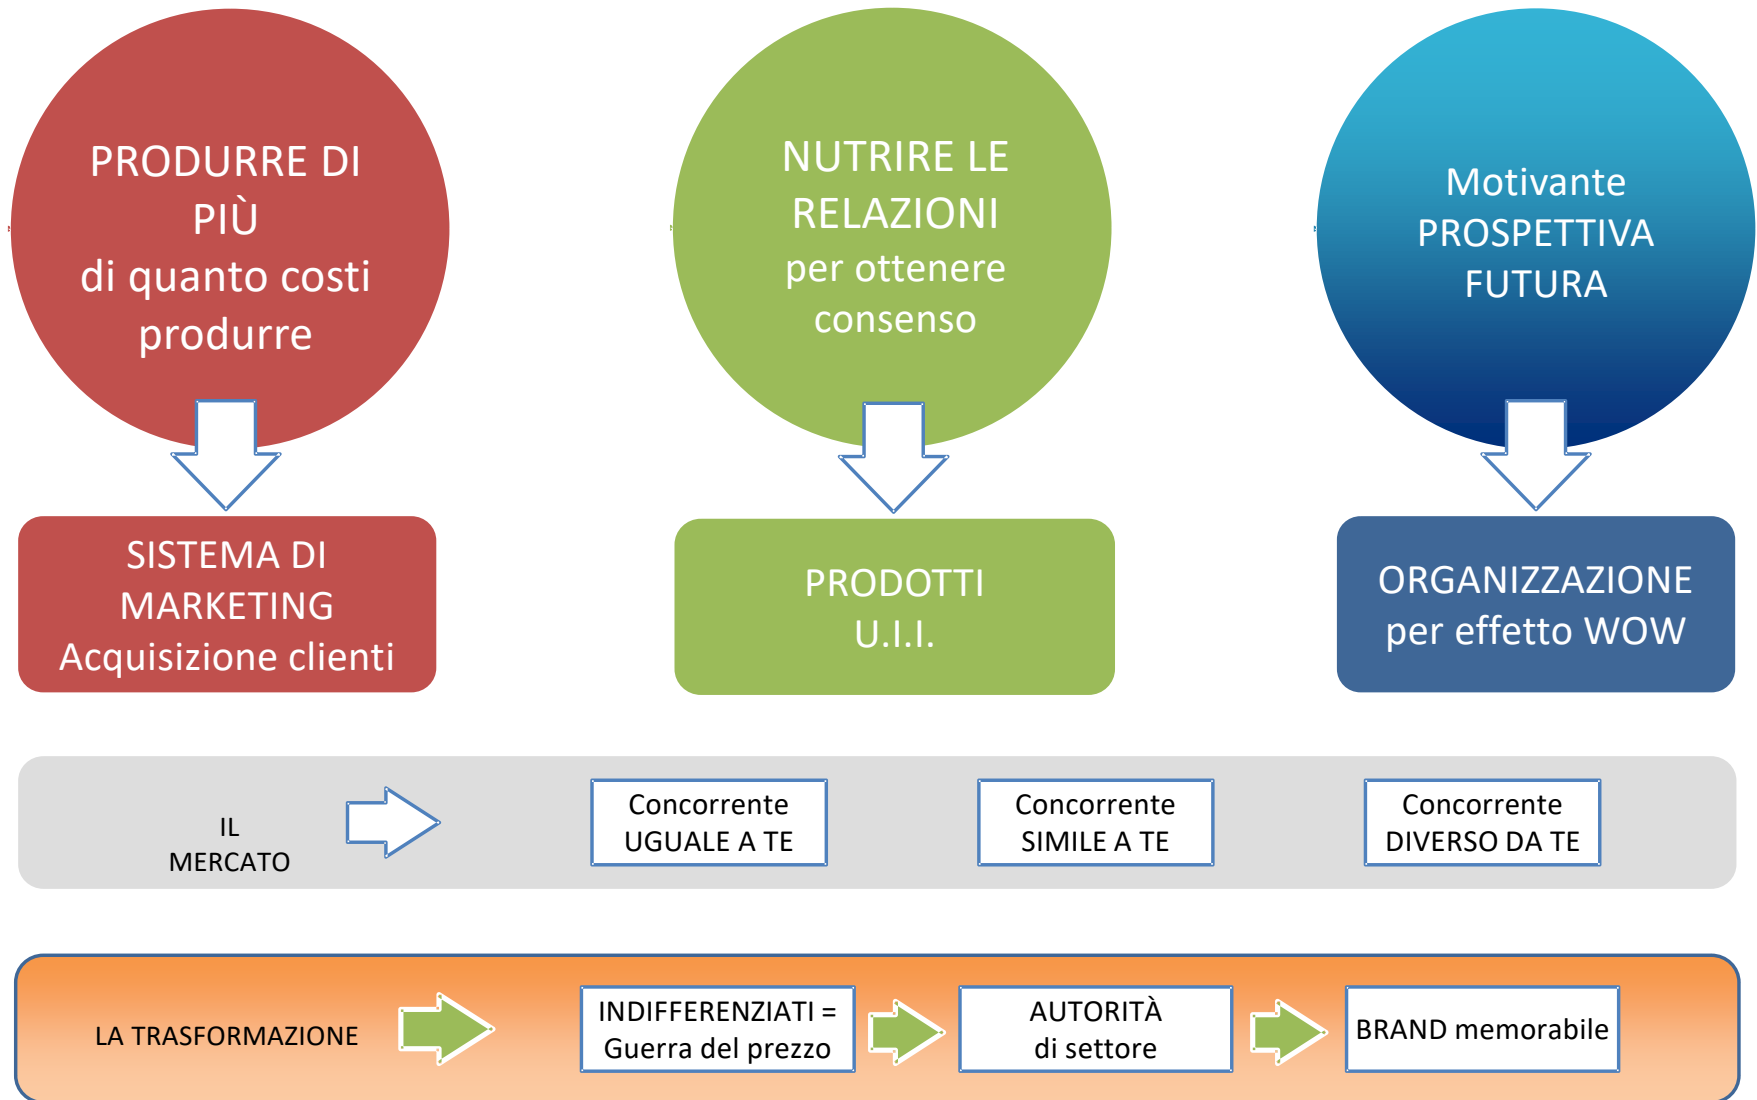 PRODURRE DI
PIÙ
di quanto costi
produrre
NUTRIRE LE
RELAZIONI
per ottenere
consenso
Motivante
PROSPETTIVA
FUTURA
SISTEMA DI
MARKETING
Acquisizione clienti
PRODOTTI
U.I.I.
ORGANIZZAZIONE
per effetto WOW
IL
MERCATO
Concorrente
UGUALE A TE
Concorrente
SIMILE A TE
Concorrente
DIVERSO DA TE
LA TRASFORMAZIONE
INDIFFERENZIATI =
Guerra del prezzo
AUTORITÀ
di settore
BRAND memorabile